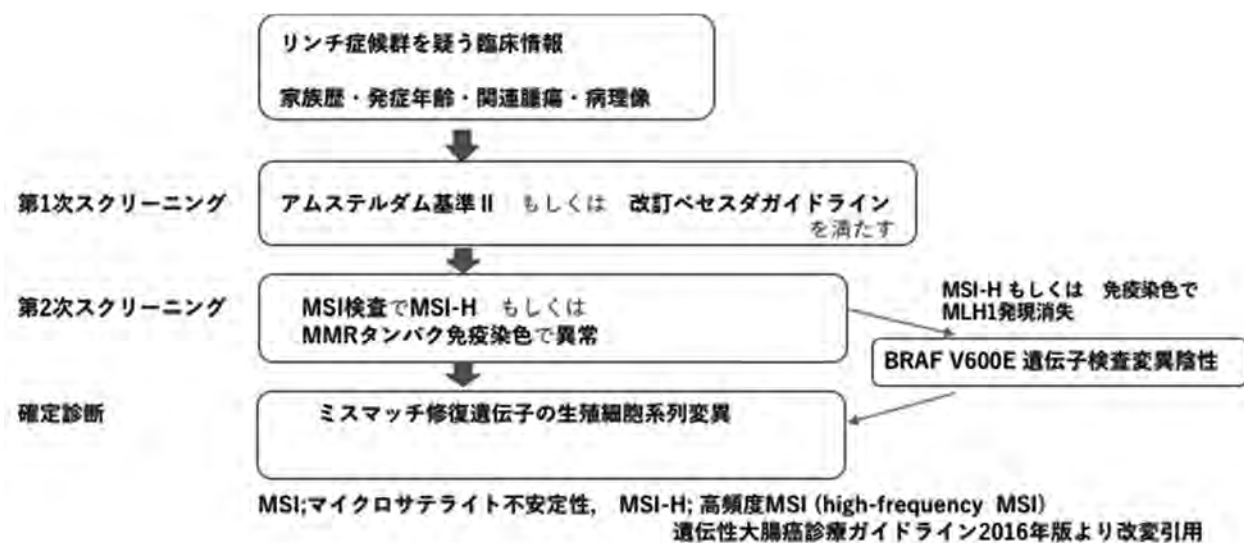 リンチ症候群を疑う臨床情報
家族歴・発症年齢・関連腫瘍・病理像
第1次スクリーニング
アムステルダム基準Ⅱ もしくは 改訂ベセスダガイドライン
を満たす
第2次スクリーニング
MSI検査でMSI-H もしくは
MMRタンパク免疫染色で異常
MSI-H もしくは 免疫染色で
MLH1発現消失
BRAF V600E 遺伝子検査変異陰性
確定診断
ミスマッチ修復遺伝子の生殖細胞系列変異
MSI;マイクロサテライト不安定性, MSI-H; 高頻度MSI (high-frequency MSI)
遺伝性大腸癌診療ガイドライン2016年版より改変引用